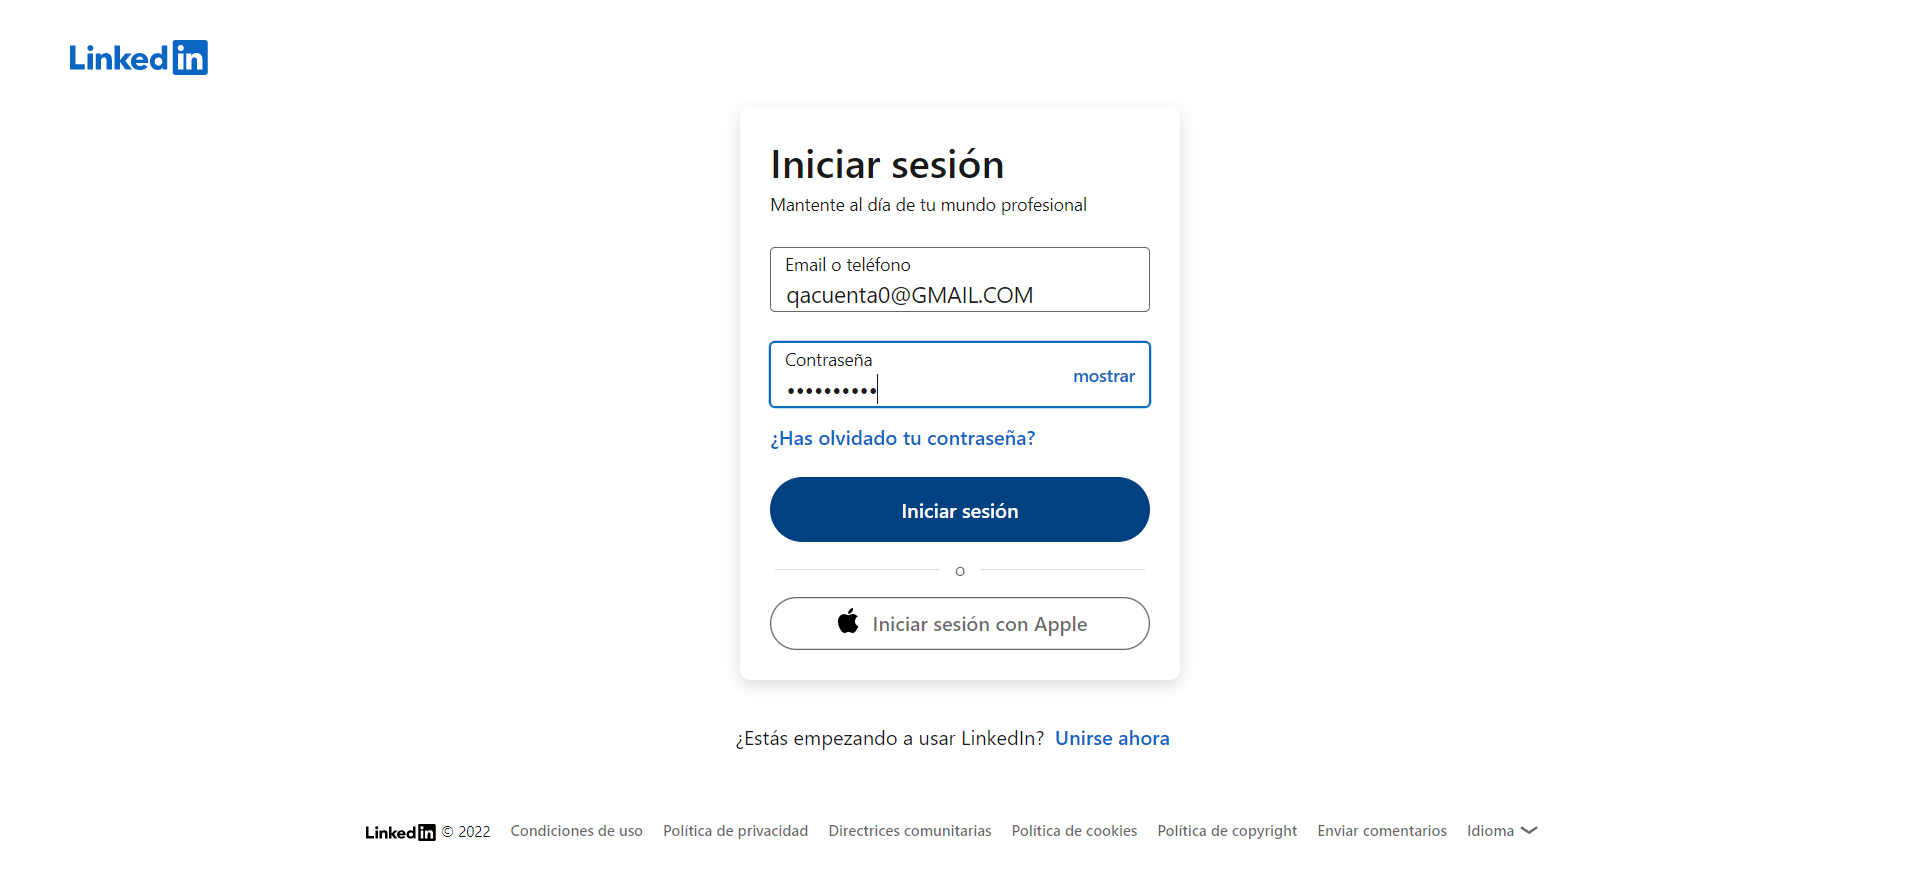 LinkedIn
Iniciar sesión
Mantente al día de tu mundo profesional
Email o teléfono
qacuenta0@GMAIL.COM
Contraseña
••••••••••
mostrar
¿Has olvidado tu contraseña?
Iniciar sesión
o
Iniciar sesión con Apple
¿Estás empezando a usar LinkedIn? Unirse ahora
LinkedIn © 2022 Condiciones de uso Política de privacidad Directrices comunitarias Política de cookies Política de copyright Enviar comentarios Idioma